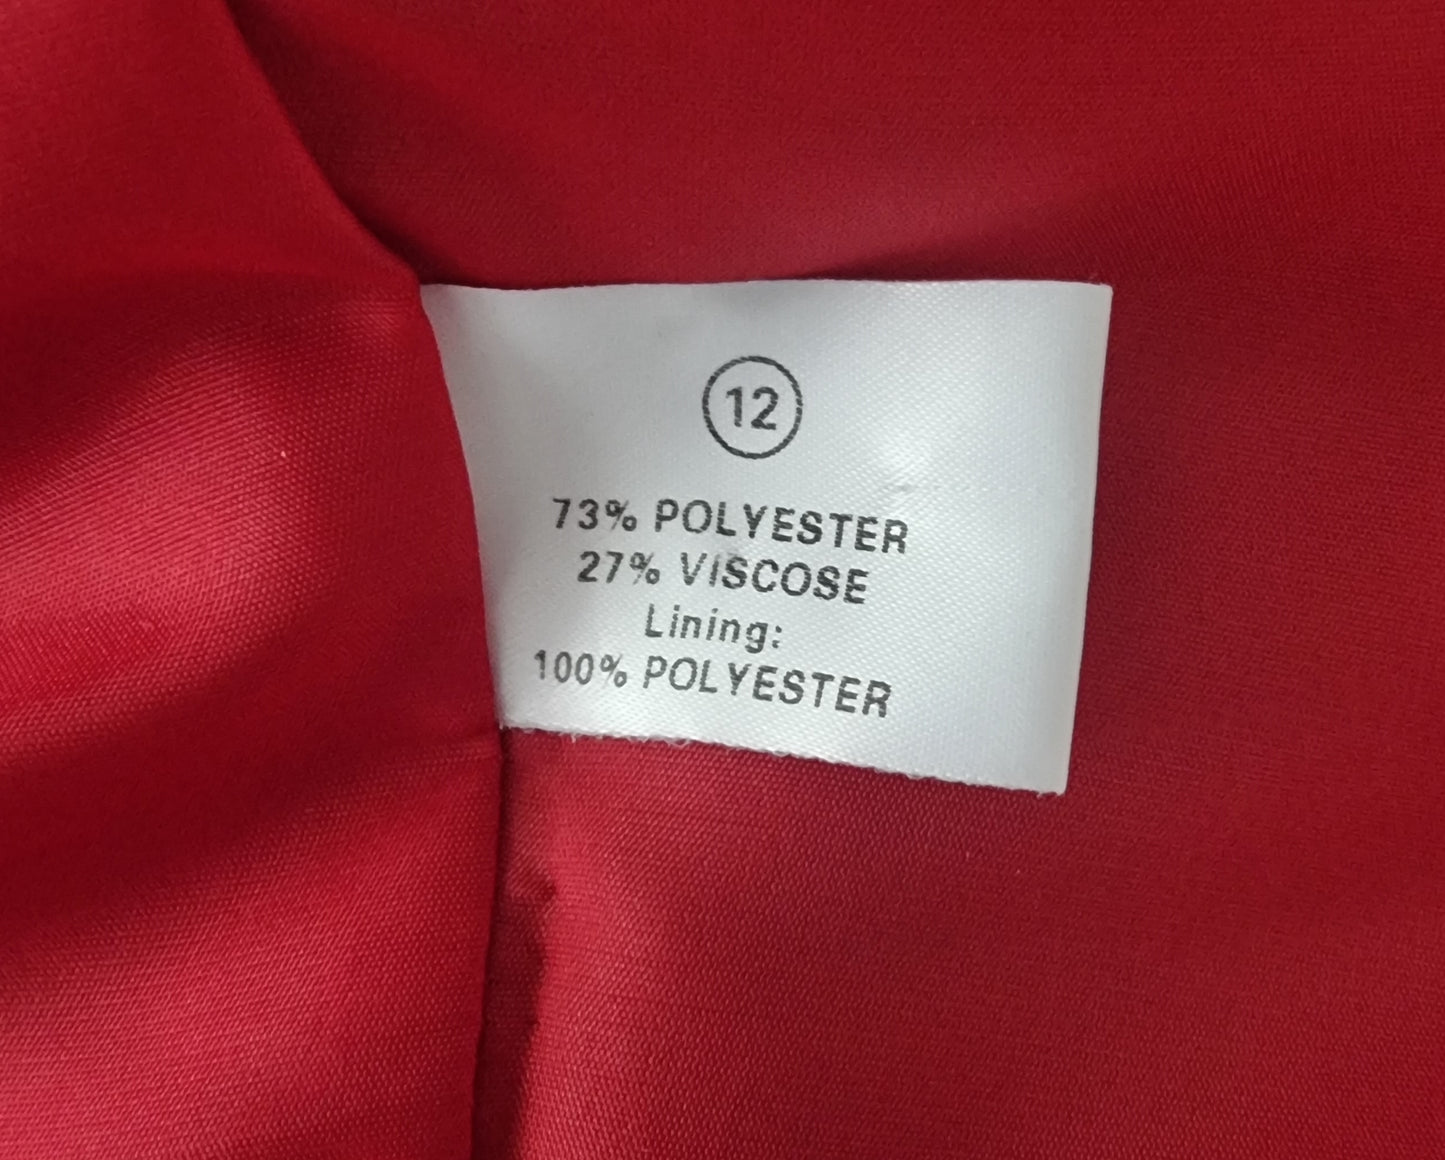 12
73% POLYESTER
27% VISCOSE
Lining:
100% POLYESTER